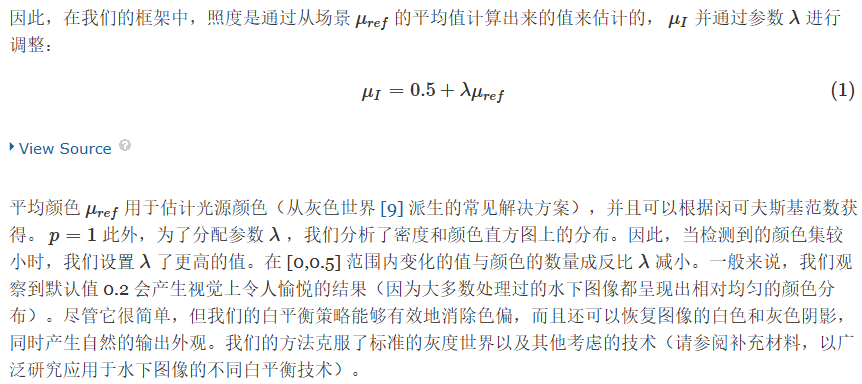 因此，在我们的框架中，照度是通过从场景 μ_ref 的平均值计算出来的值来估计的， μ_I 并通过参数 λ 进行
调整：
μ_I = 0.5 + λμ_ref (1)
View Source ?
平均颜色 μ_ref 用于估计光源颜色（从灰色世界 [9] 派生的常见解决方案），并且可以根据闵可夫斯基范数获
得。 p = 1 此外，为了分配参数 λ ，我们分析了密度和颜色直方图上的分布。因此，当检测到的颜色集较
小时，我们设置 λ 了更高的值。在 [0,0.5] 范围内变化的值与颜色的数量成反比 λ 减小。一般来说，我们观
察到默认值 0.2 会产生视觉上令人愉悦的结果（因为大多数处理过的水下图像都呈现出相对均匀的颜色分
布）。尽管它很简单，但我们的白平衡策略能够有效地消除色偏，而且还可以恢复图像的白色和灰色阴影，
同时产生自然的输出外观。我们的方法克服了标准的灰度世界以及其他考虑的技术（请参阅补充材料，以广
泛研究应用于水下图像的不同白平衡技术）。